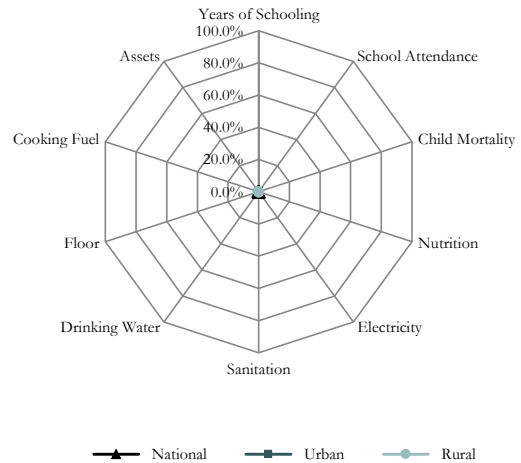 Years of Schooling
100.0%
Assets
School Attendance
80.0%
60.0%
40.0%
Cooking Fuel
Child Mortality
20.0%
0.0%
Floor
Nutrition
Drinking Water
Electricity
Sanitation
National
Urban
Rural